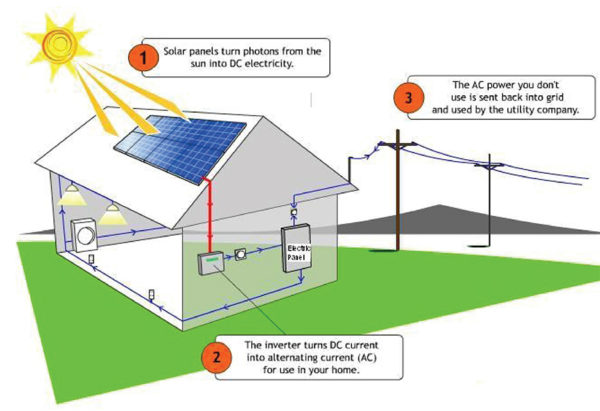 1
Solar panels turn photons from the
sun into DC electricity.
3
The AC power you don't
use is sent back into grid
and used by the utility company.
Electric
Panel
2
The inverter turns DC current
into alternating current (AC)
for use in your home.